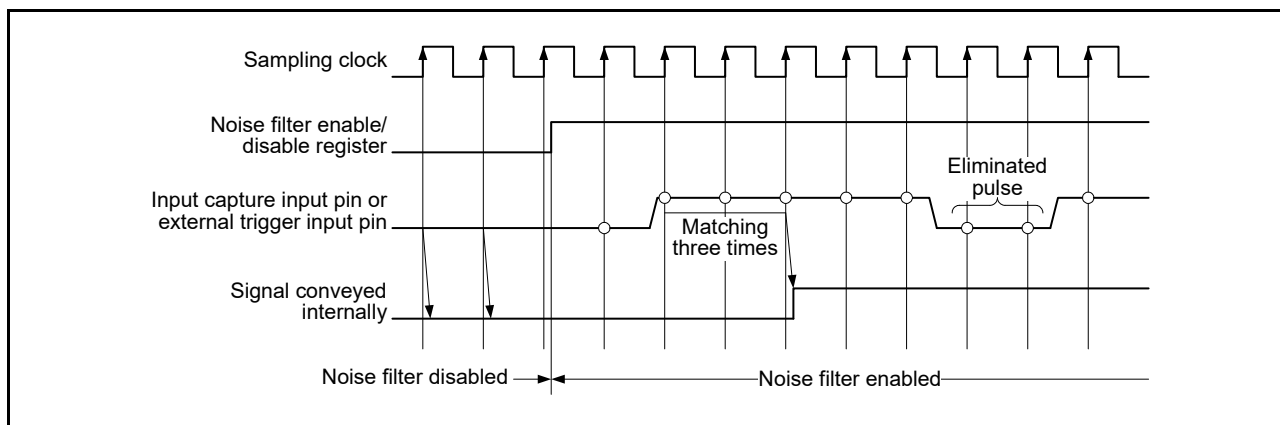 Sampling clock
Noise filter enable/
disable register
Eliminated
pulse
Input capture input pin or
external trigger input pin
Matching
three times
Signal conveyed
internally
Noise filter disabled
Noise filter enabled